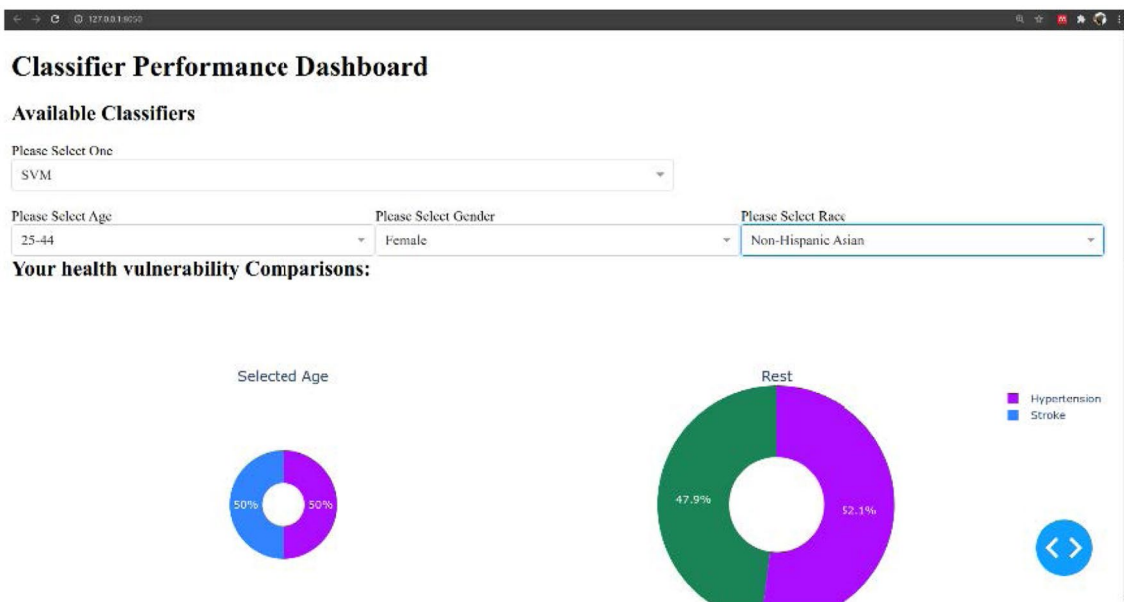 127.0.0.1:8050
Classifier Performance Dashboard
Available Classifiers
Please Select One
SVM
Please Select Age
Please Select Gender
Please Select Race
25-44
Female
Non-Hispanic Asian
Your health vulnerability Comparisons:
Selected Age
Rest
Hypertension
Stroke
50%
50%
47.9%
52.1%